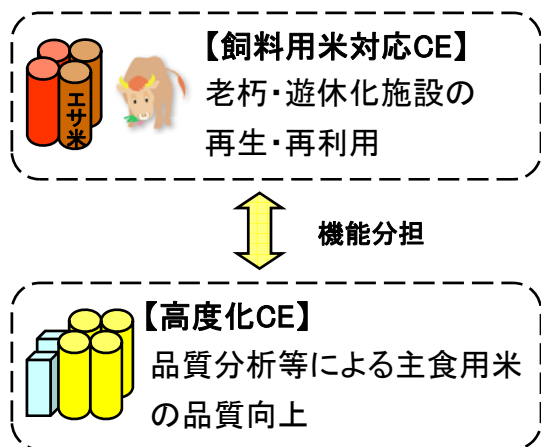 【飼料用米対応CE】
エサ米
老朽・遊休化施設の
再生・再利用
機能分担
【高度化CE】
品質分析等による主食用米
の品質向上